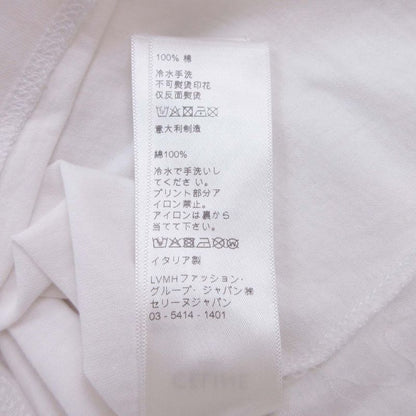 100% 棉
冷水手洗
不可熨烫印花
仅反面熨烫
意大利制造
綿100%
冷水で手洗いし
てください。
プリント部分ア
イロン禁止。
アイロンは裏から
当てて下さい。
イタリア製
LVMHファッション・
グループ・ジャパン㈱
セリーヌジャパン
03 - 5414 - 1401
CELINE